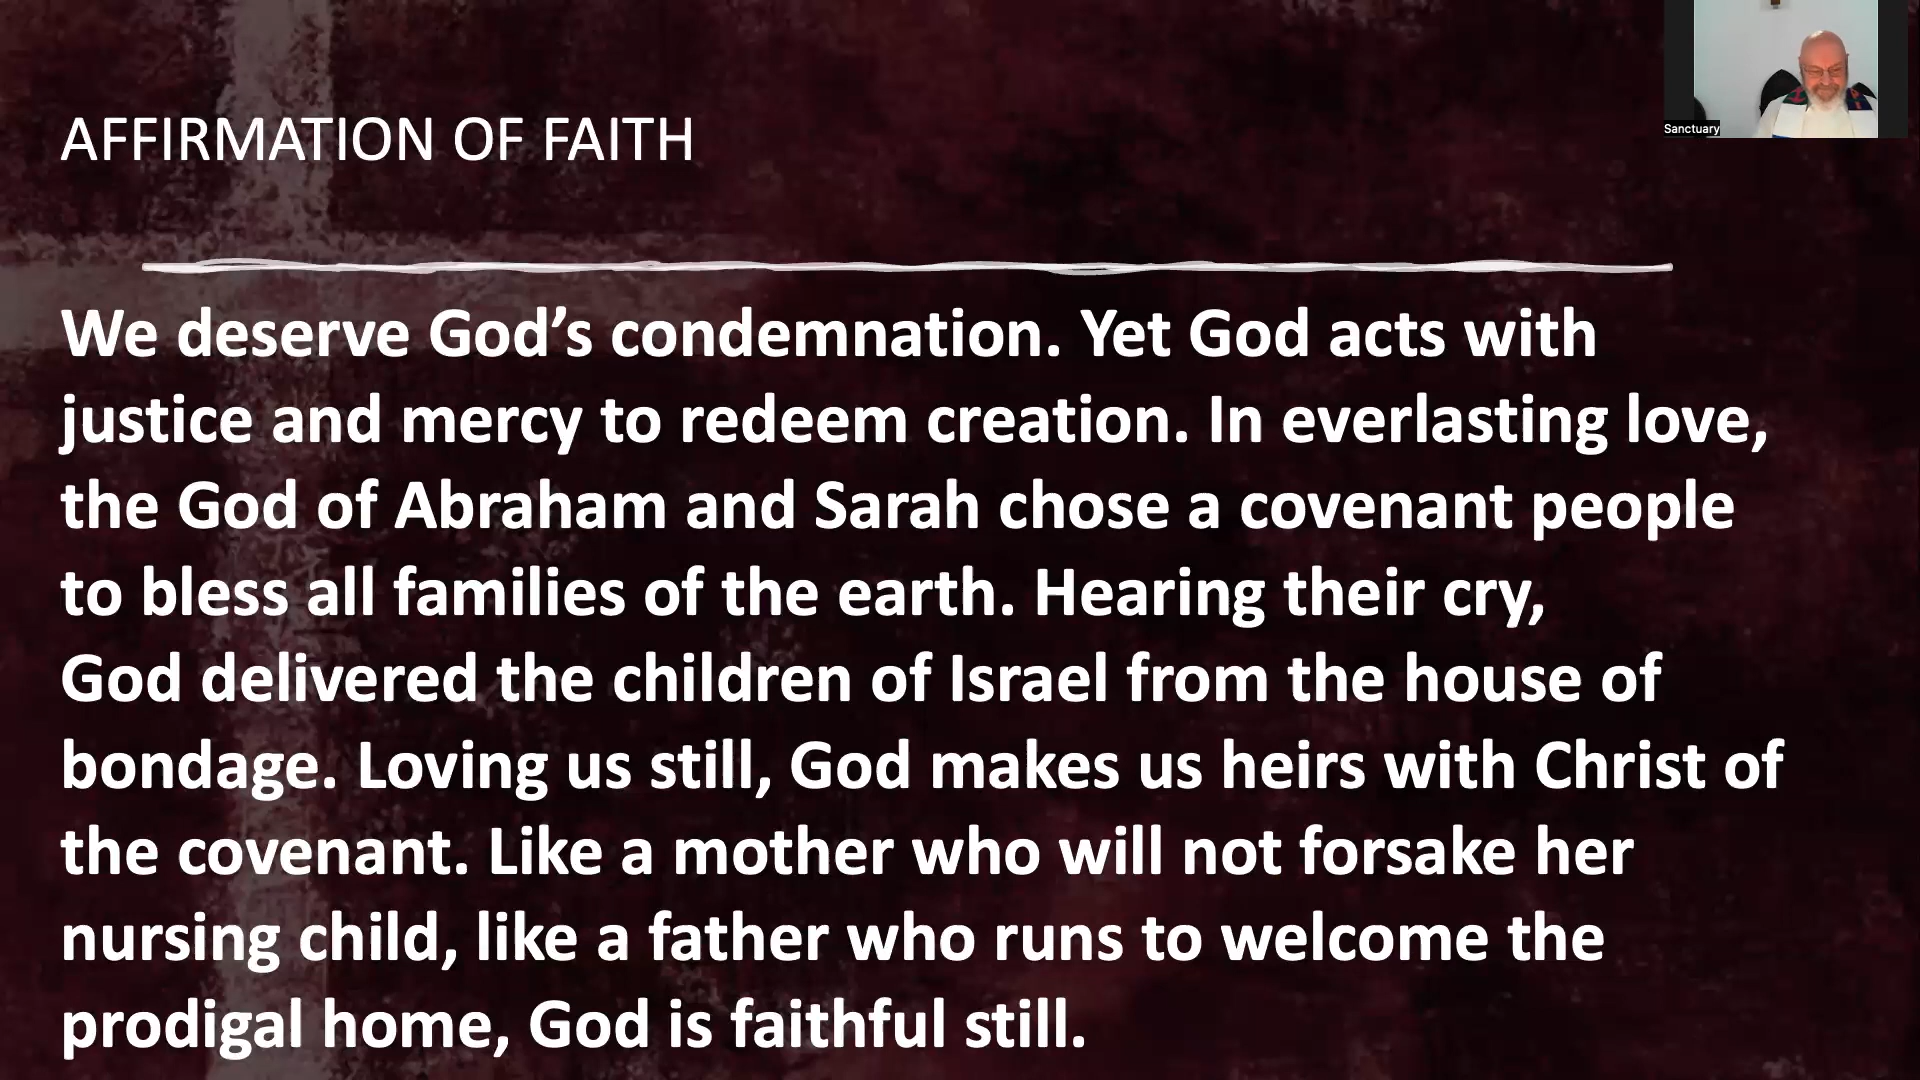 AFFIRMATION OF FAITH
Sanctuary
We deserve God’s condemnation. Yet God acts with
justice and mercy to redeem creation. In everlasting love,
the God of Abraham and Sarah chose a covenant people
to bless all families of the earth. Hearing their cry,
God delivered the children of Israel from the house of
bondage. Loving us still, God makes us heirs with Christ of
the covenant. Like a mother who will not forsake her
nursing child, like a father who runs to welcome the
prodigal home, God is faithful still.